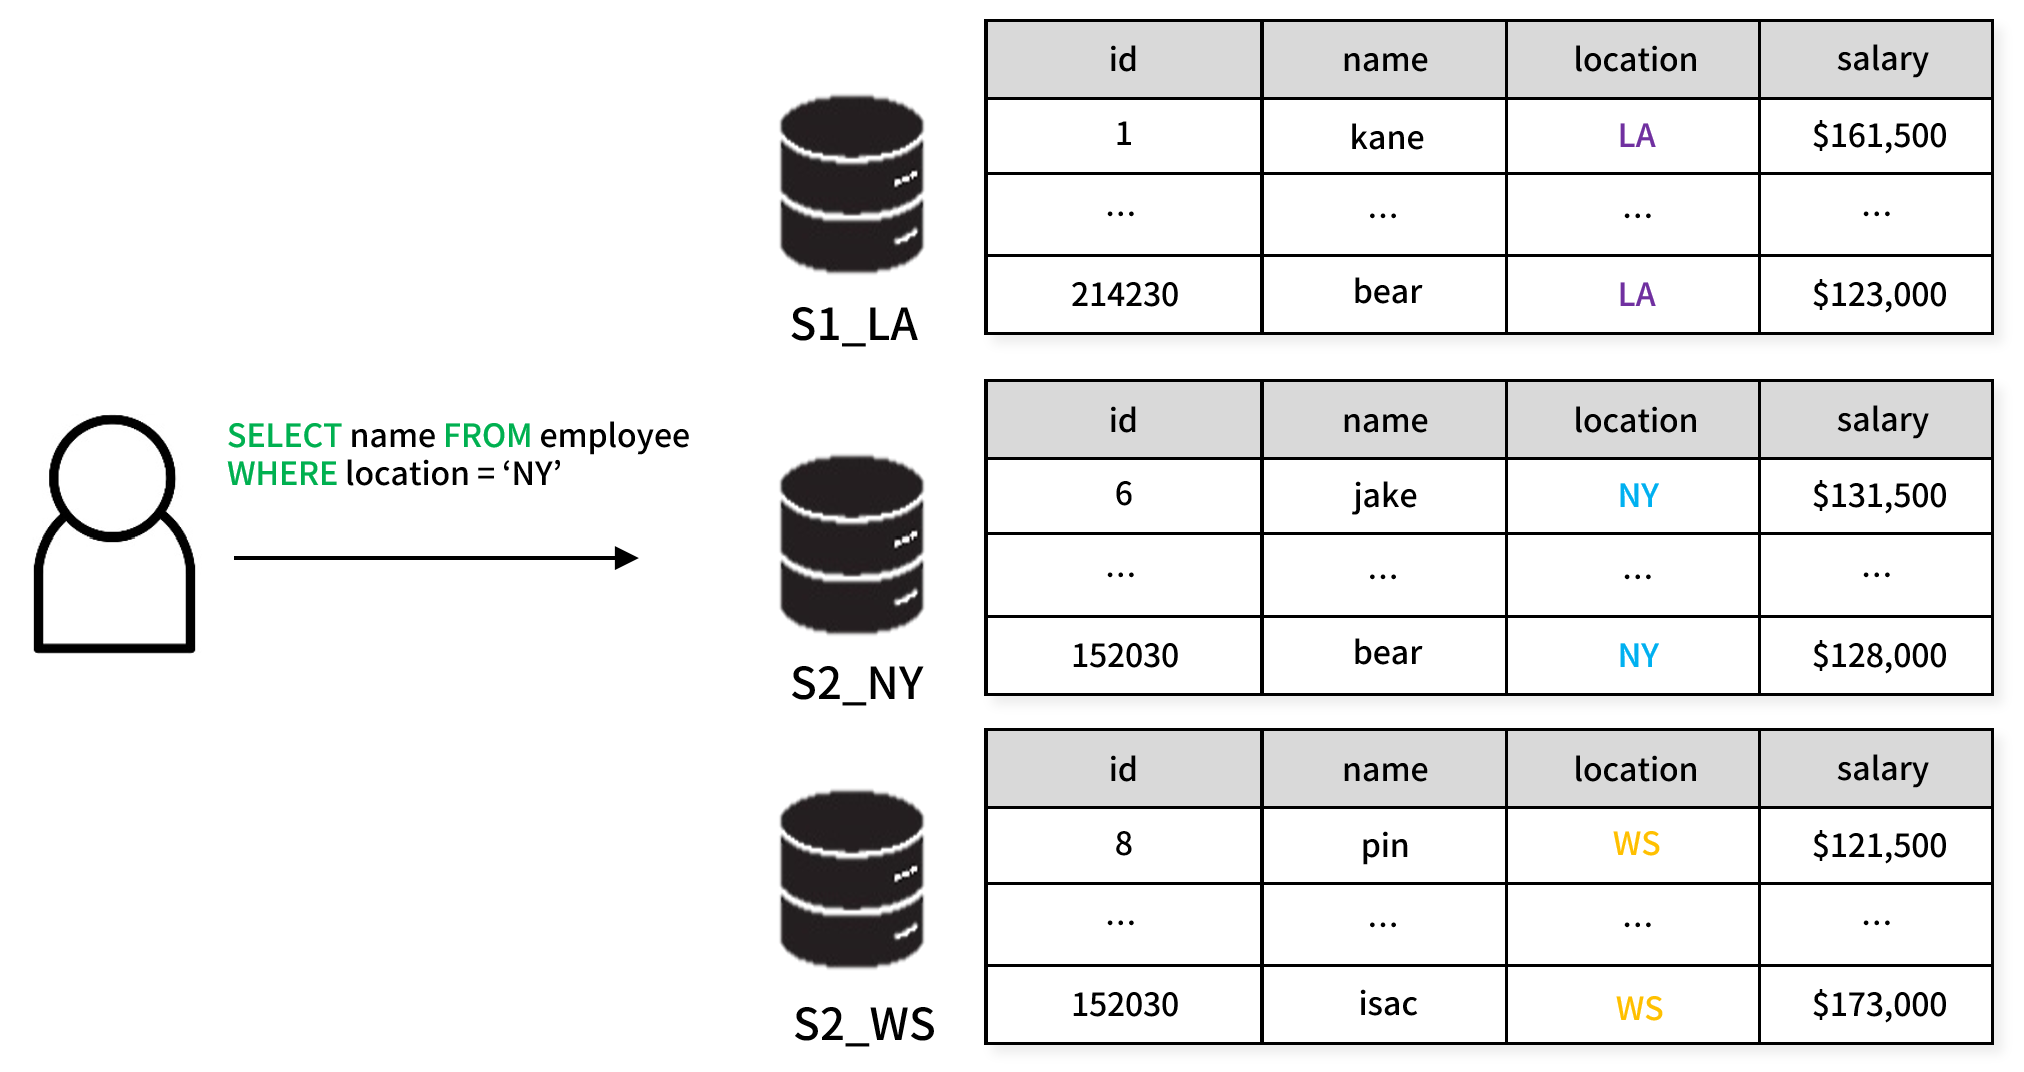 id name location salary
1 kane LA $161,500
... ... ... ...
214230 bear LA $123,000
S1_LA
SELECT name FROM employee
WHERE location = ‘NY’
id name location salary
6 jake NY $131,500
... ... ... ...
152030 bear NY $128,000
S2_NY
id name location salary
8 pin WS $121,500
... ... ... ...
152030 isac WS $173,000
S2_WS